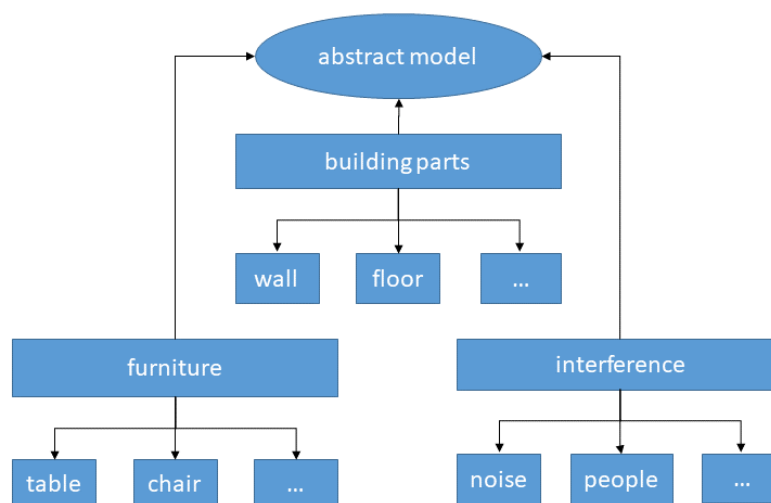 abstract model
building parts
wall
floor
...
furniture
interference
table
chair
...
noise
people
...